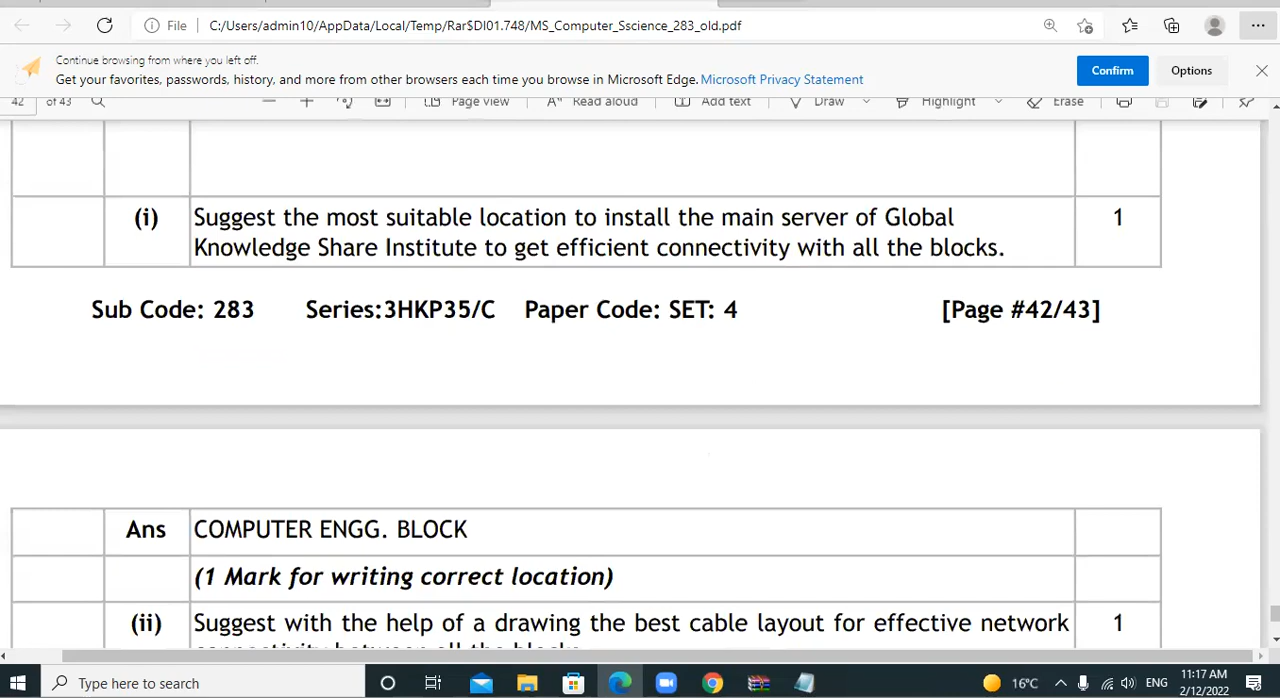 File
C:/Users/admin10/AppData/Local/Temp/Rar$DI01.748/MS_Computer_Sscience_283_old.pdf
Continue browsing from where you left off.
Get your favorites, passwords, history, and more from other browsers each time you browse in Microsoft Edge. Microsoft Privacy Statement
Confirm
Options
42 of 43 Page view Read aloud Add text Draw Highlight Erase
(i) Suggest the most suitable location to install the main server of Global 1
Knowledge Share Institute to get efficient connectivity with all the blocks.
Sub Code: 283 Series:3HKP35/C Paper Code: SET: 4 [Page #42/43]
Ans COMPUTER ENGG. BLOCK
(1 Mark for writing correct location)
(ii) Suggest with the help of a drawing the best cable layout for effective network 1
connectivity between all the blocks.
Type here to search
16°C
ENG
11:17 AM
2/12/2022